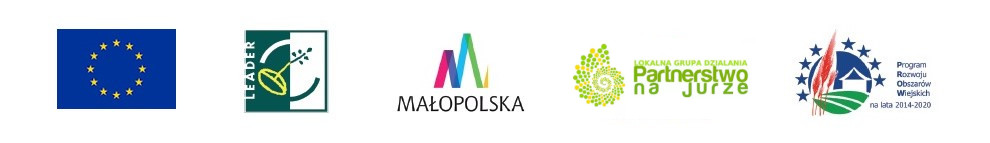 LEADER
MAŁOPOLSKA
LOKALNA GRUPA DZIAŁANIA
Partnerstwo
na Jurze
Program
Rozwoju
Obszarów
Wiejskich
na lata 2014-2020